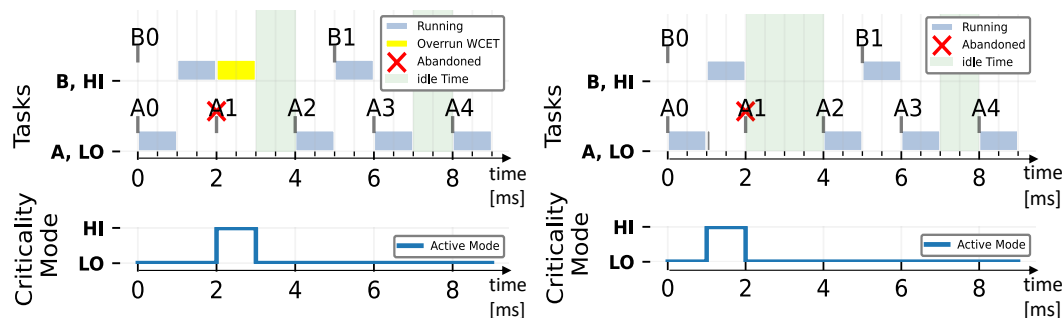 B0
B1
Running
Overrun WCET
Abandoned
idle Time
B, HI
A0
A1
A2
A3
A4
Tasks
A, LO
0
2
4
6
8
time
[ms]
HI
Active Mode
LO
Criticality
Mode
0
2
4
6
8
time
[ms]
B0
B1
Running
Abandoned
idle Time
B, HI
A0
A1
A2
A3
A4
Tasks
A, LO
0
2
4
6
8
time
[ms]
HI
Active Mode
LO
Criticality
Mode
0
2
4
6
8
time
[ms]